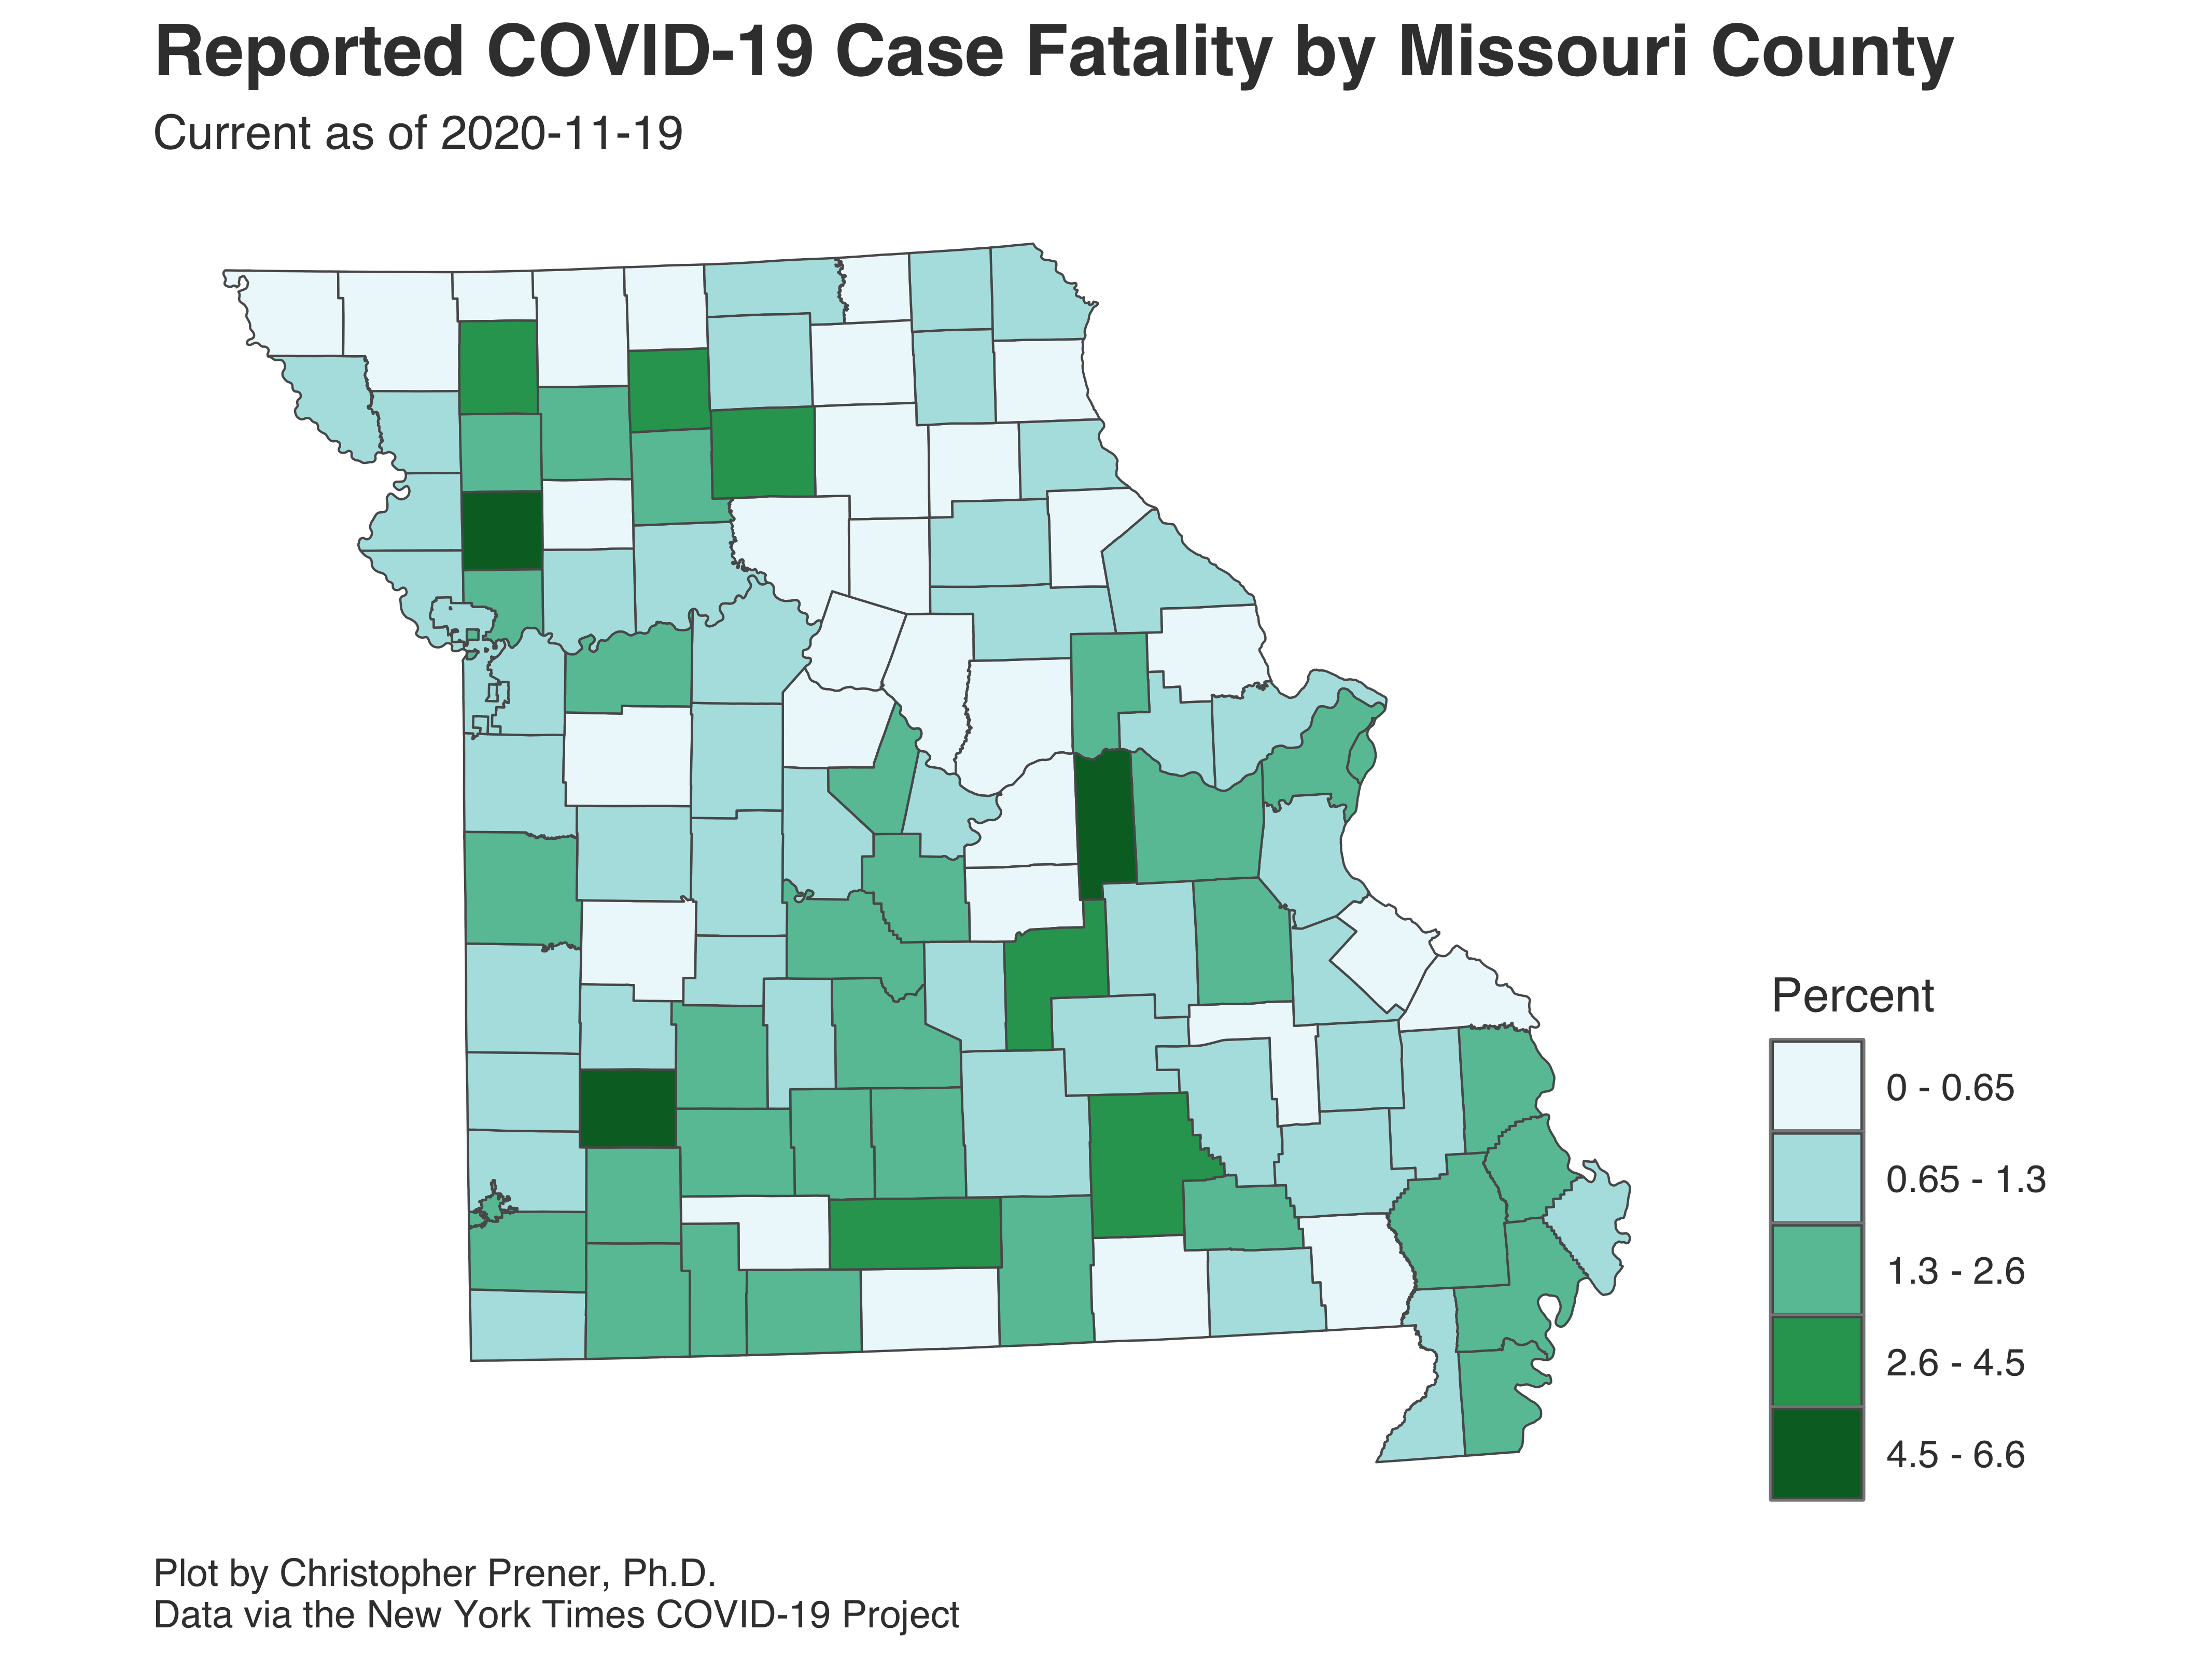 Reported COVID-19 Case Fatality by Missouri County
Current as of 2020-11-19
Percent
0 - 0.65
0.65 - 1.3
1.3 - 2.6
2.6 - 4.5
4.5 - 6.6
Plot by Christopher Prener, Ph.D.
Data via the New York Times COVID-19 Project